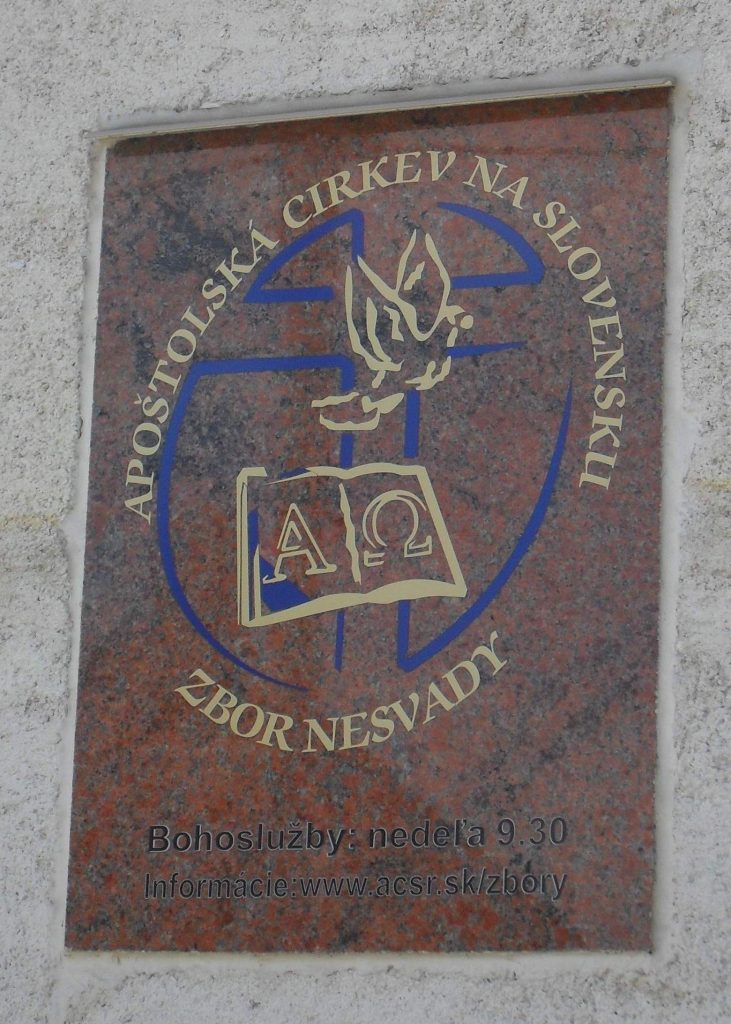 APOŠTOLSKÁ CIRKEV NA SLOVENSKU
Α Ω
ZBOR NESVADY
Bohoslužby: nedeľa 9.30
Informácie:www.acsr.sk/zbory